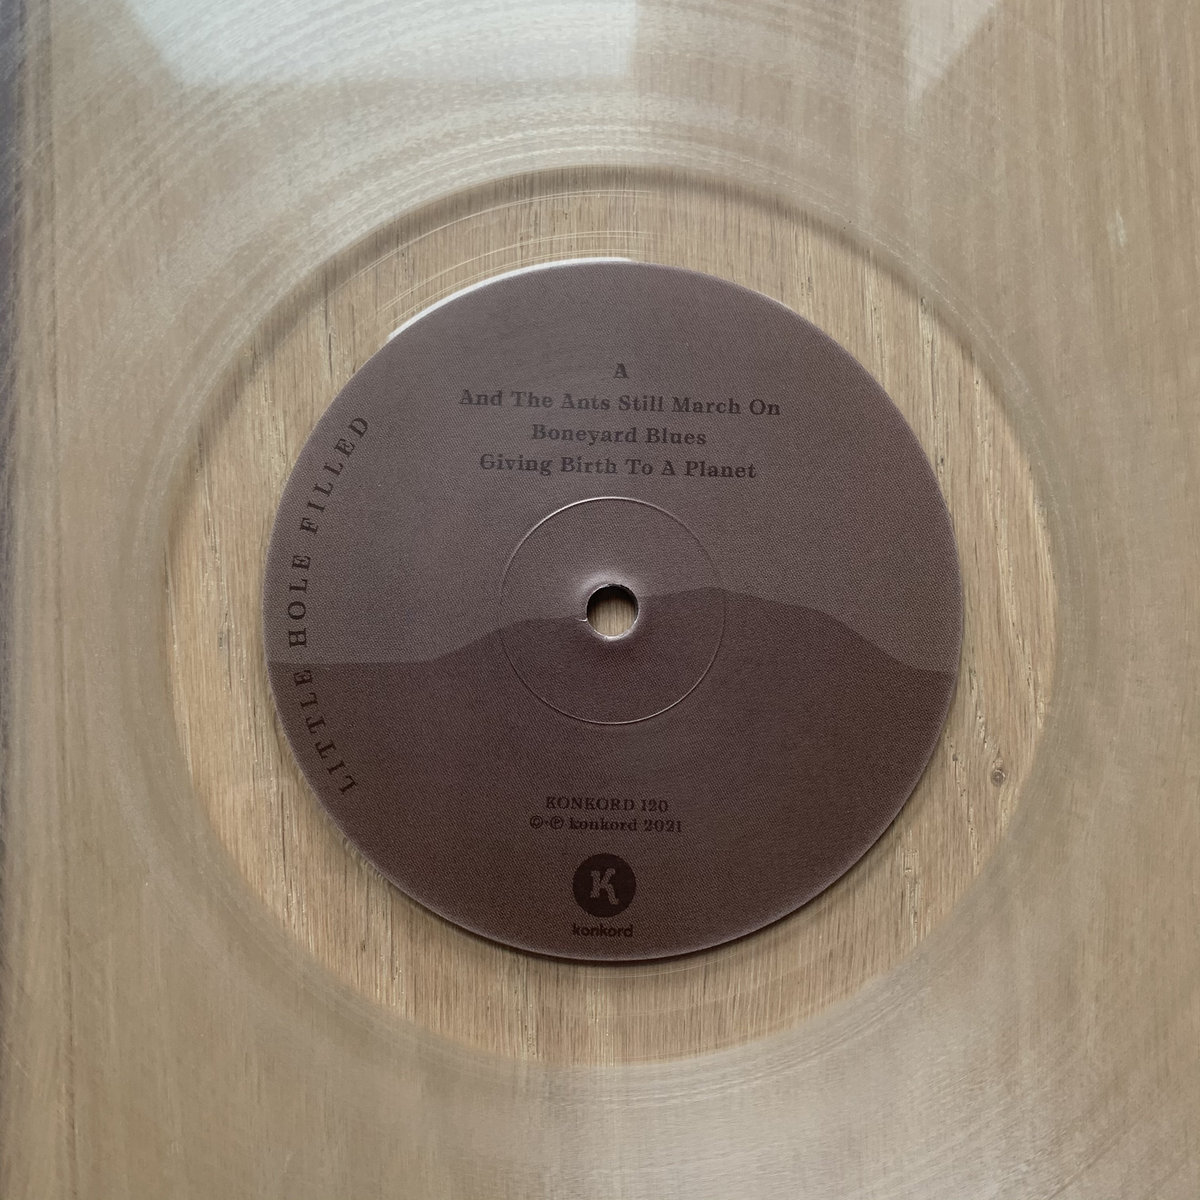 A
And The Ants Still March On
Boneyard Blues
Giving Birth To A Planet
LITTLE HOLE FILLED
KONKORD 120
©·℗ konkord 2021
K
konkord